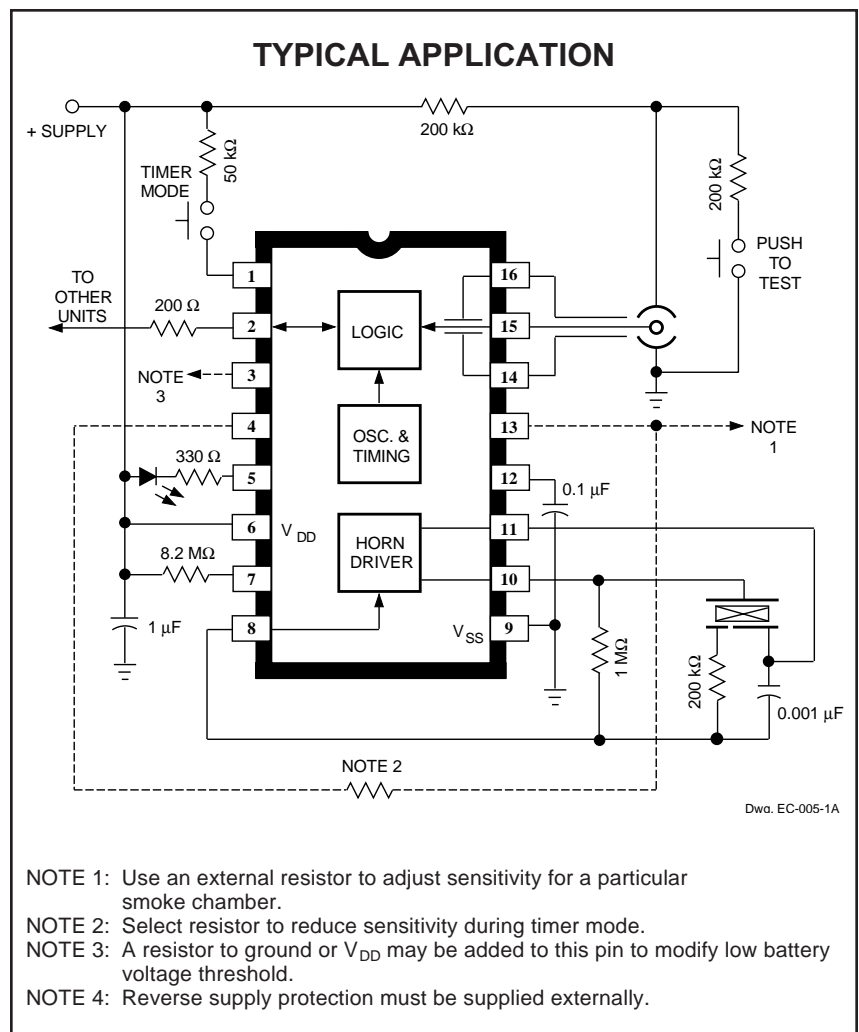 TYPICAL APPLICATION
+ SUPPLY
200 kΩ
50 kΩ
200 kΩ
TIMER
MODE
PUSH
TO
TEST
TO
OTHER
UNITS
200 Ω
1
2
3
4
5
6
7
8
16
15
14
13
12
11
10
9
LOGIC
OSC. &
TIMING
HORN
DRIVER
V DD
V SS
NOTE
3
NOTE
1
330 Ω
8.2 MΩ
1 μF
0.1 μF
1 MΩ
200 kΩ
0.001 μF
NOTE 2
Dwg. EC-005-1A
NOTE 1: Use an external resistor to adjust sensitivity for a particular
smoke chamber.
NOTE 2: Select resistor to reduce sensitivity during timer mode.
NOTE 3: A resistor to ground or VDD may be added to this pin to modify low battery
voltage threshold.
NOTE 4: Reverse supply protection must be supplied externally.